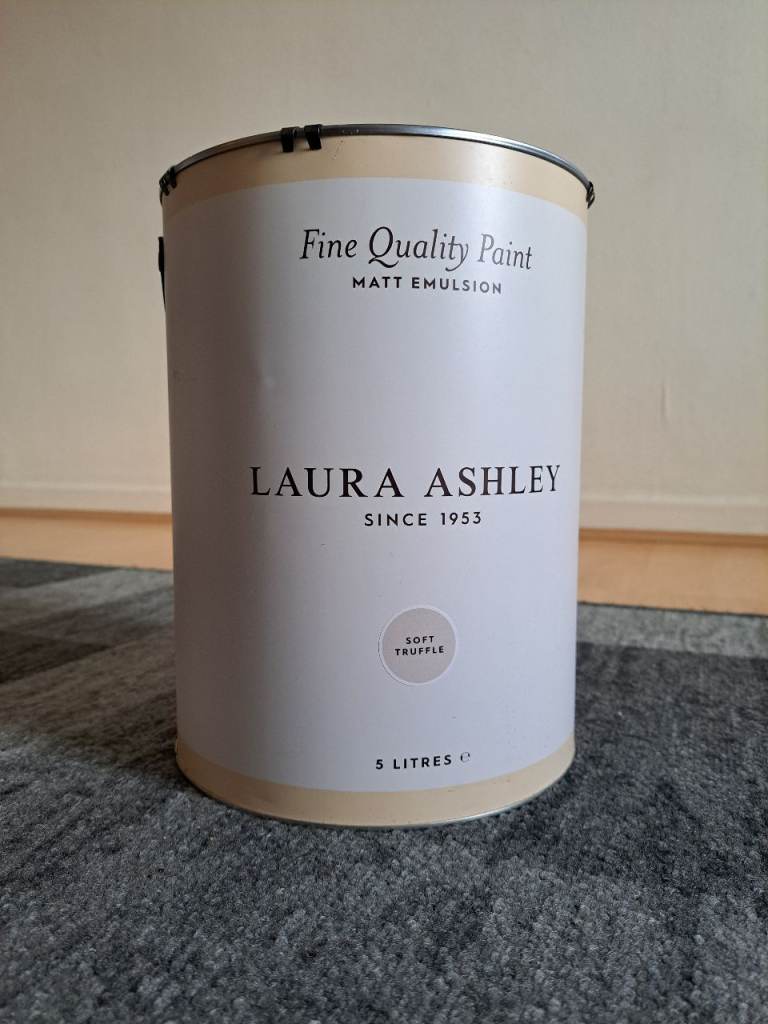 Fine Quality Paint
MATT EMULSION
LAURA ASHLEY
SINCE 1953
SOFT
TRUFFLE
5 LITRES ℮